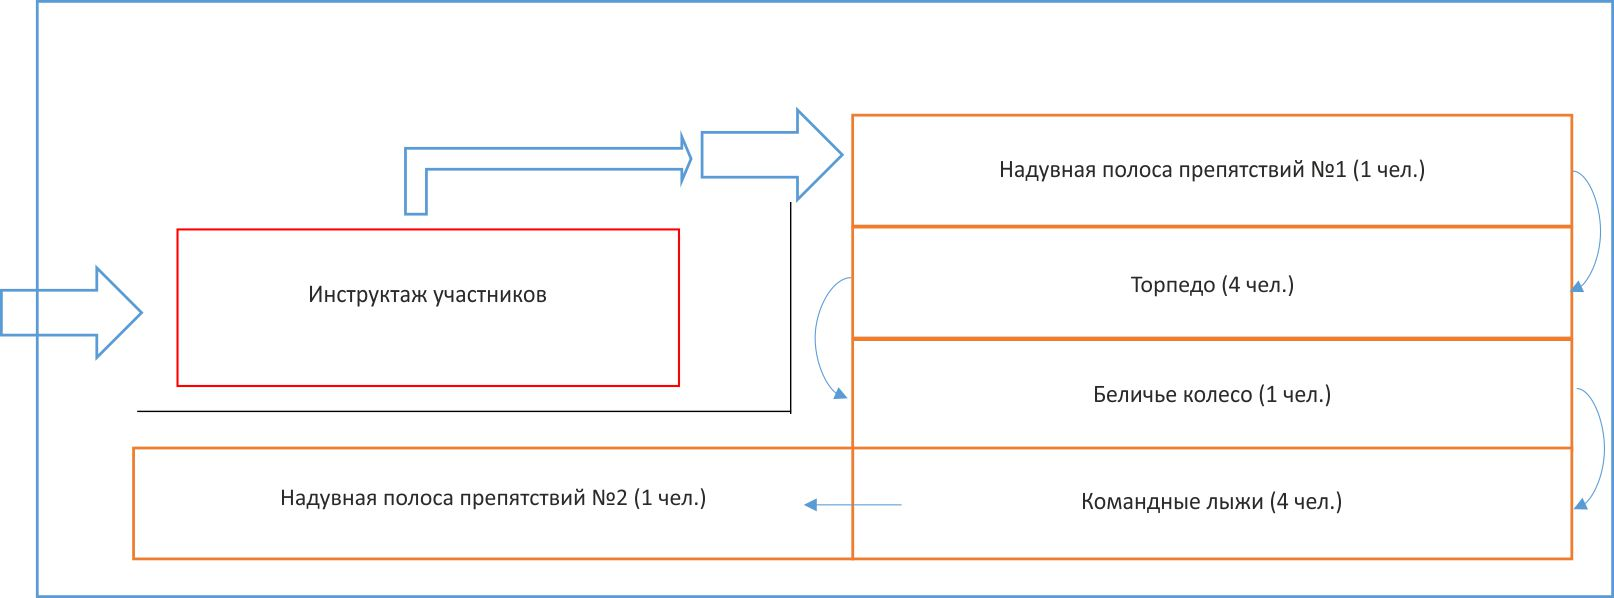 Надувная полоса препятствий №1 (1 чел.)
Инструктаж участников
Торпедо (4 чел.)
Беличье колесо (1 чел.)
Командные лыжи (4 чел.)
Надувная полоса препятствий №2 (1 чел.)